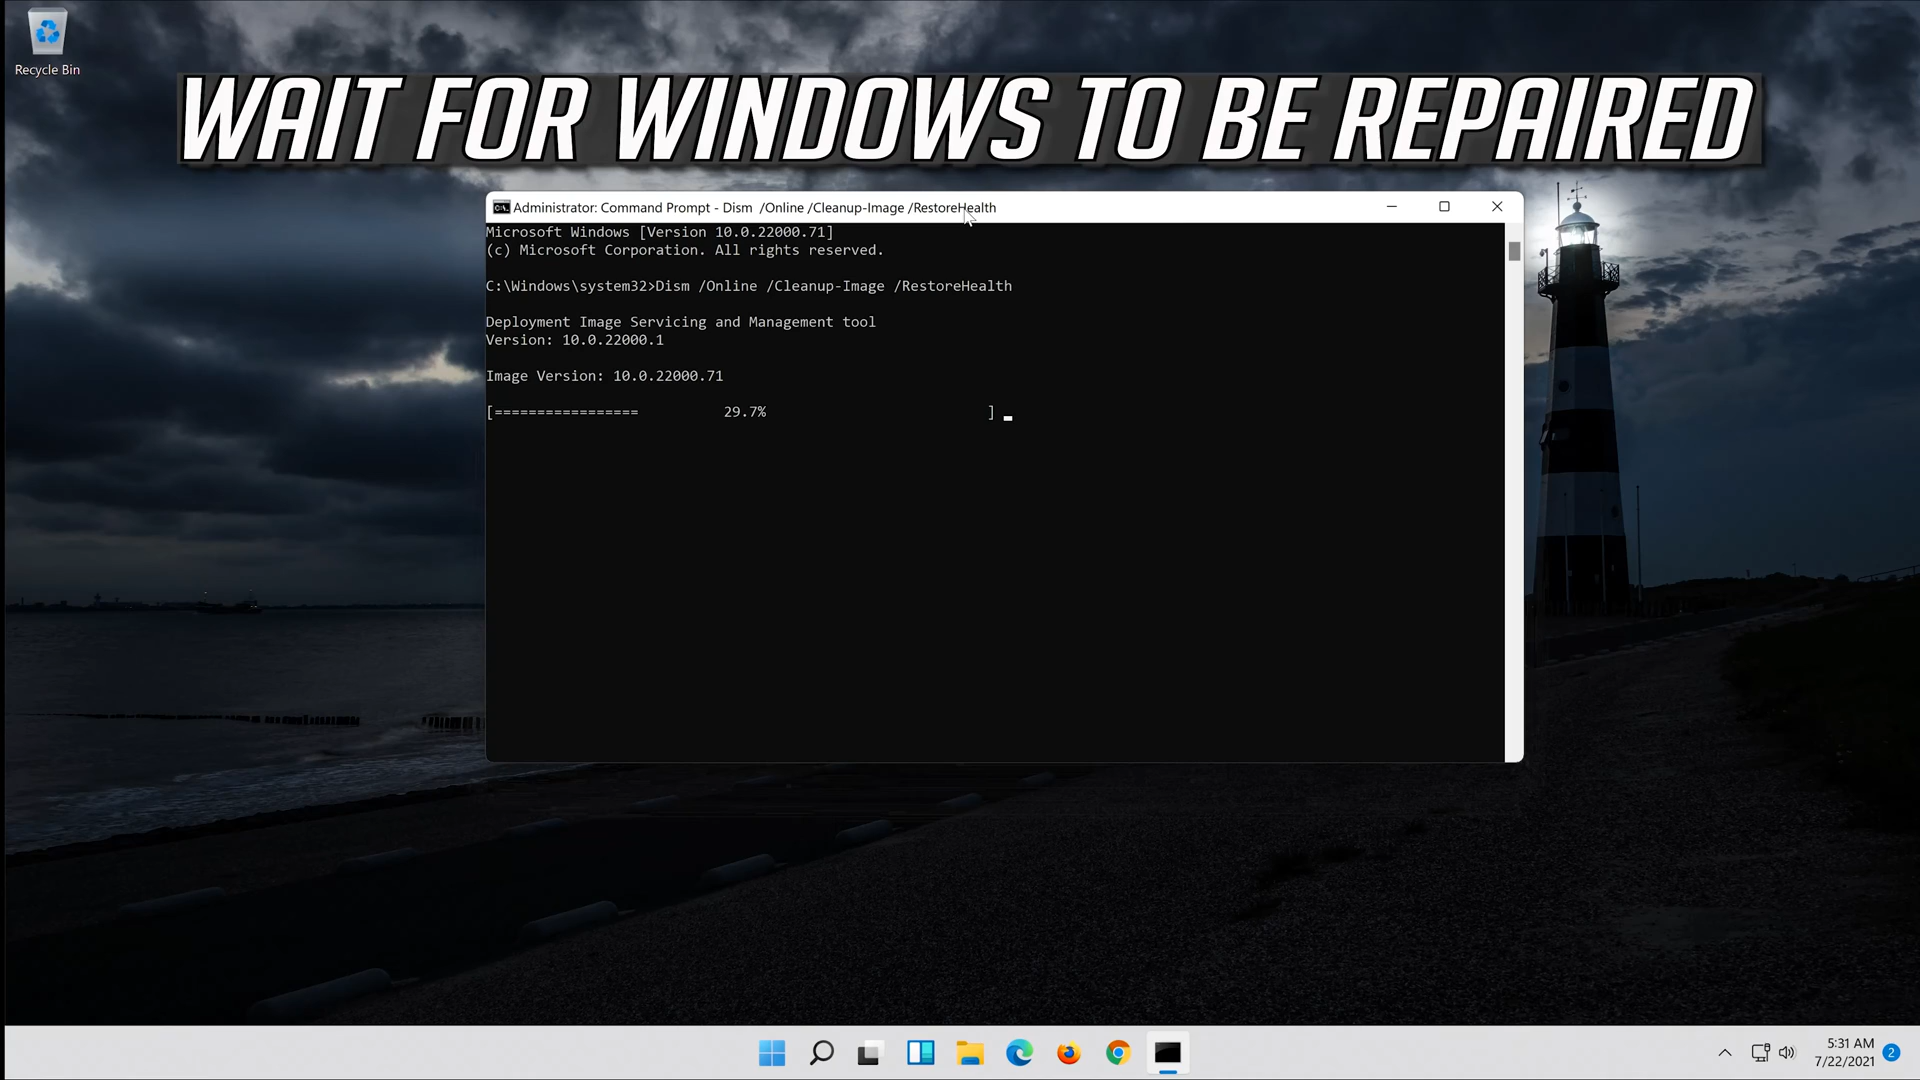 Recycle Bin
WAIT FOR WINDOWS TO BE REPAIRED
Administrator: Command Prompt - Dism  /Online /Cleanup-Image /RestoreHealth
Microsoft Windows [Version 10.0.22000.71]
(c) Microsoft Corporation. All rights reserved.
C:\Windows\system32>Dism /Online /Cleanup-Image /RestoreHealth
Deployment Image Servicing and Management tool
Version: 10.0.22000.1
Image Version: 10.0.22000.71
[=================          29.7%                          ]
5:31 AM
7/22/2021
2